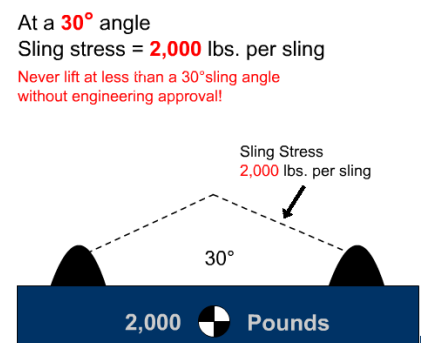 At a 30° angle
Sling stress = 2,000 lbs. per sling
Never lift at less than a 30°sling angle
without engineering approval!
Sling Stress
2,000 lbs. per sling
30°
2,000 Pounds